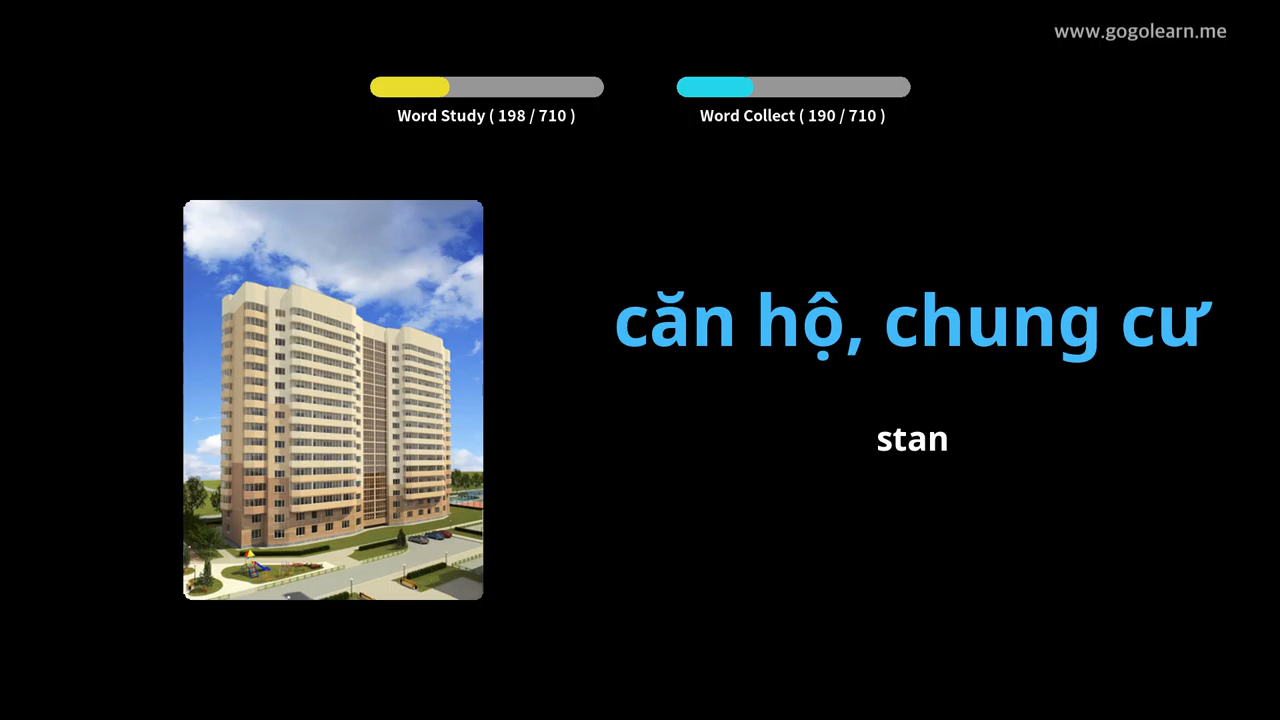 www.gogolearn.me
Word Study ( 198 / 710 )
Word Collect ( 190 / 710 )
căn hộ, chung cư
stan